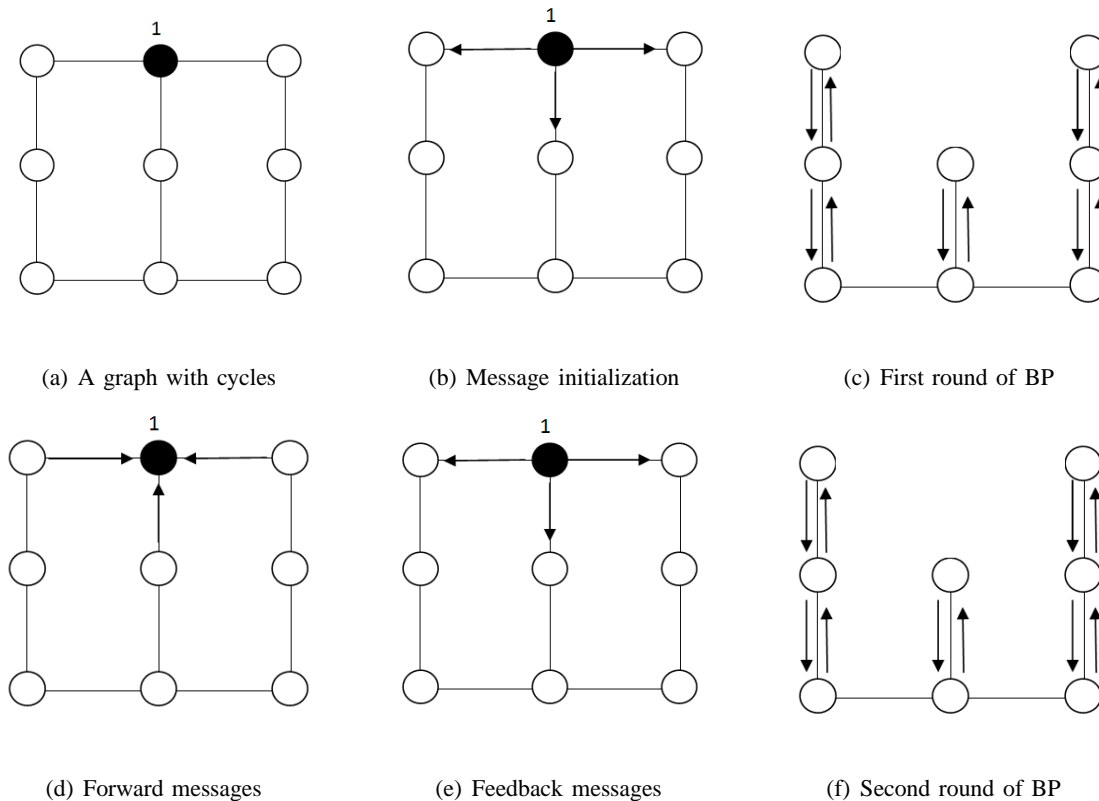 1
1
(a) A graph with cycles
(b) Message initialization
(c) First round of BP
1
1
(d) Forward messages
(e) Feedback messages
(f) Second round of BP